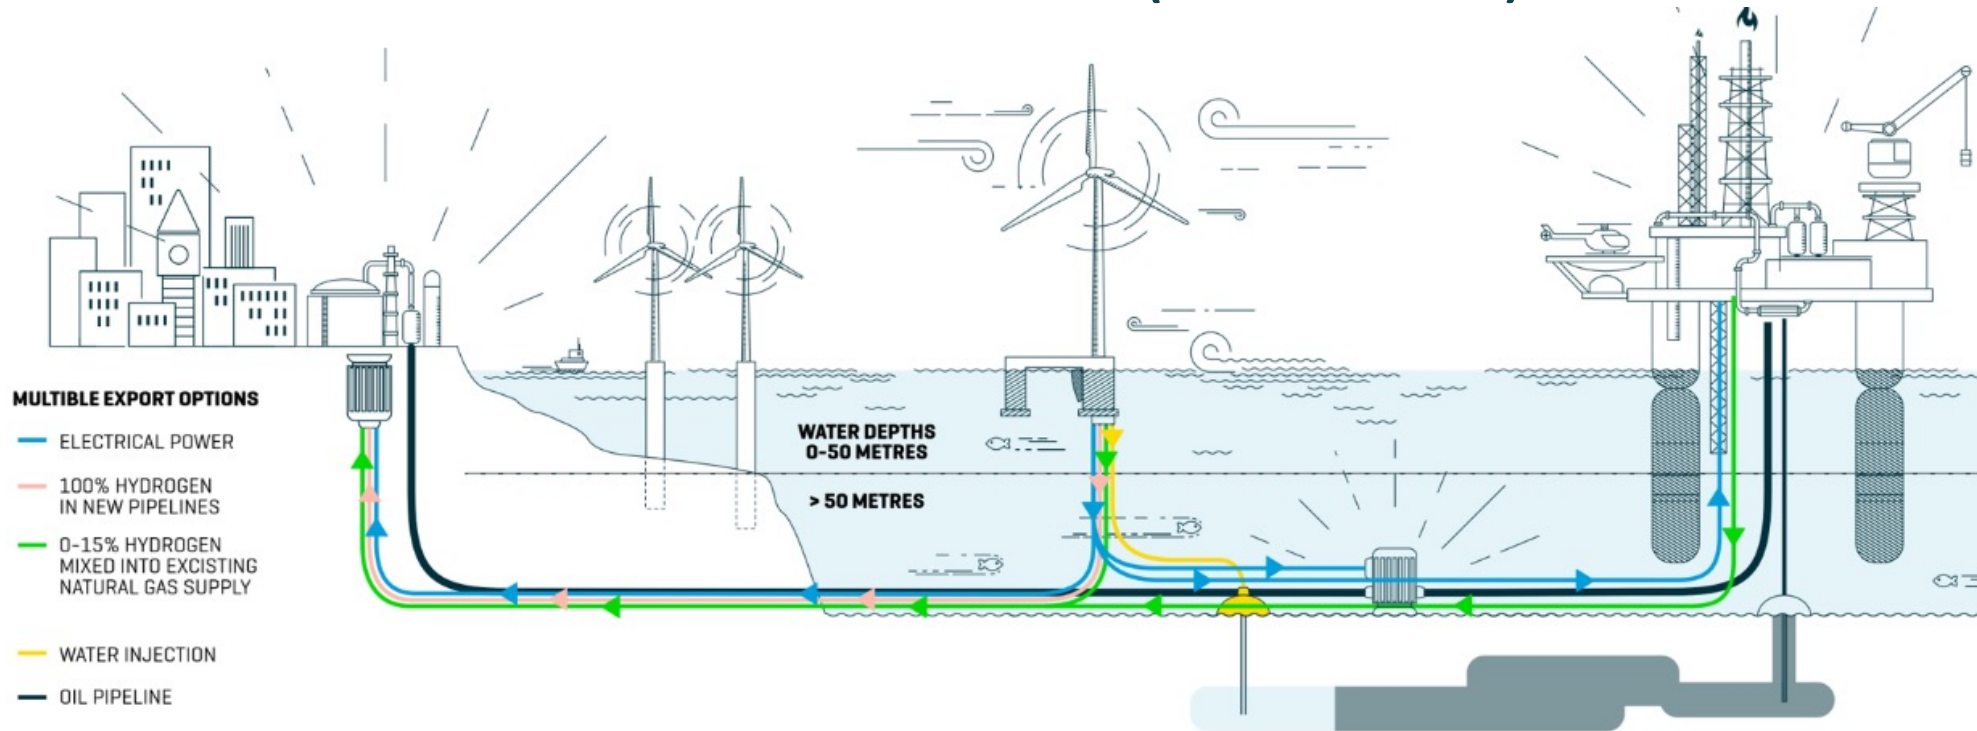 MULTIBLE EXPORT OPTIONS
ELECTRICAL POWER
100% HYDROGEN
IN NEW PIPELINES
0-15% HYDROGEN
MIXED INTO EXCISTING
NATURAL GAS SUPPLY
WATER INJECTION
OIL PIPELINE
WATER DEPTHS
0-50 METRES
> 50 METRES